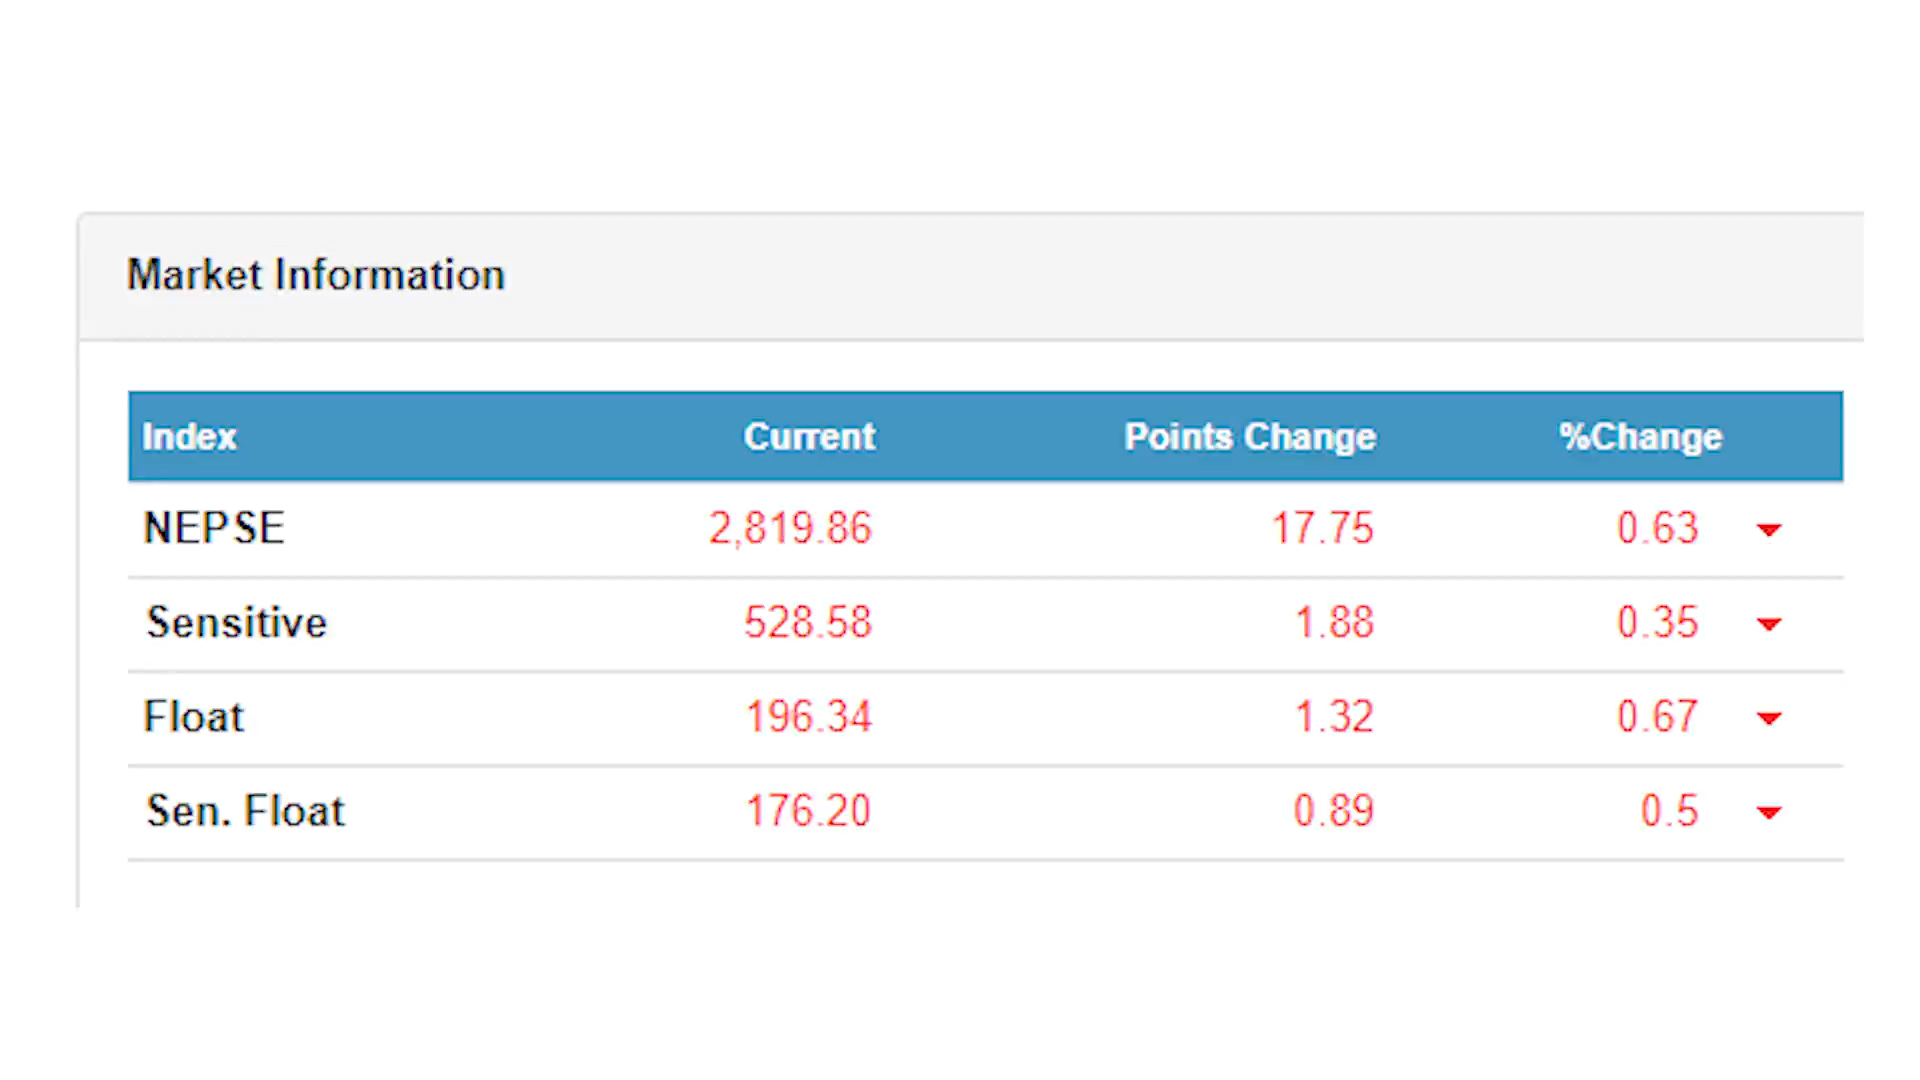 Market Information
Index Current Points Change %Change
NEPSE 2,819.86 17.75 0.63
Sensitive 528.58 1.88 0.35
Float 196.34 1.32 0.67
Sen. Float 176.20 0.89 0.5